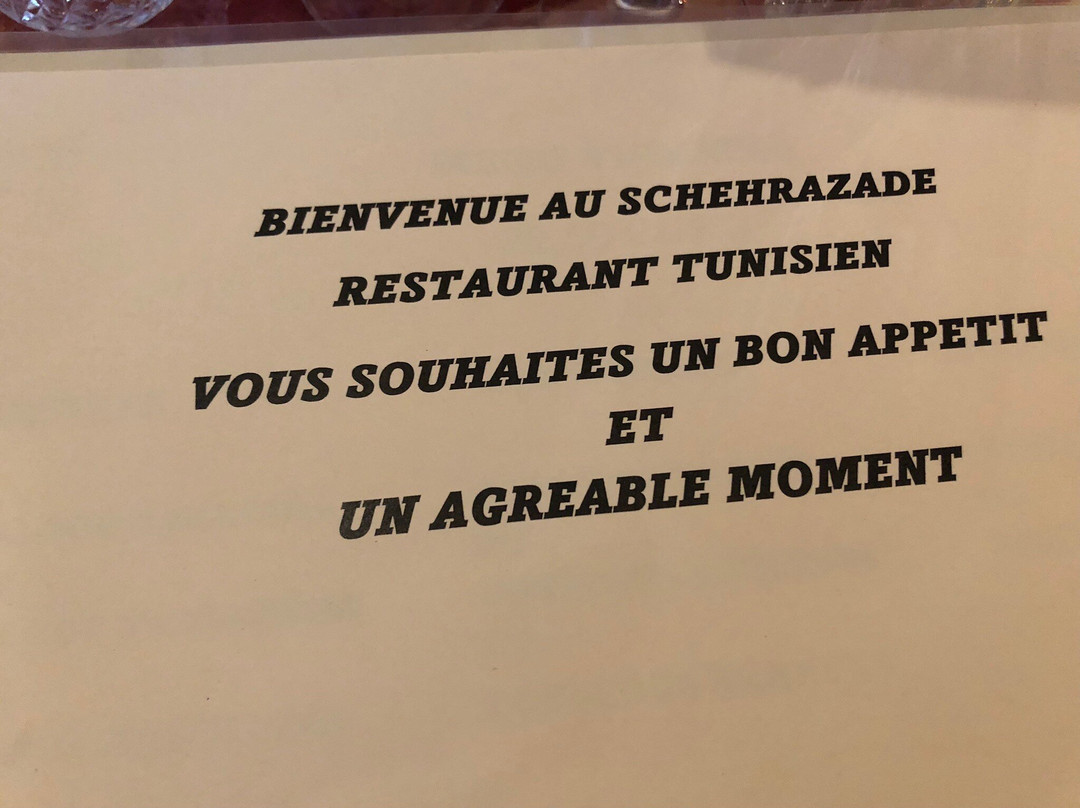 BIENVENUE AU SCHEHRAZADE
RESTAURANT TUNISIEN
VOUS SOUHAITES UN BON APPETIT
ET
UN AGREABLE MOMENT